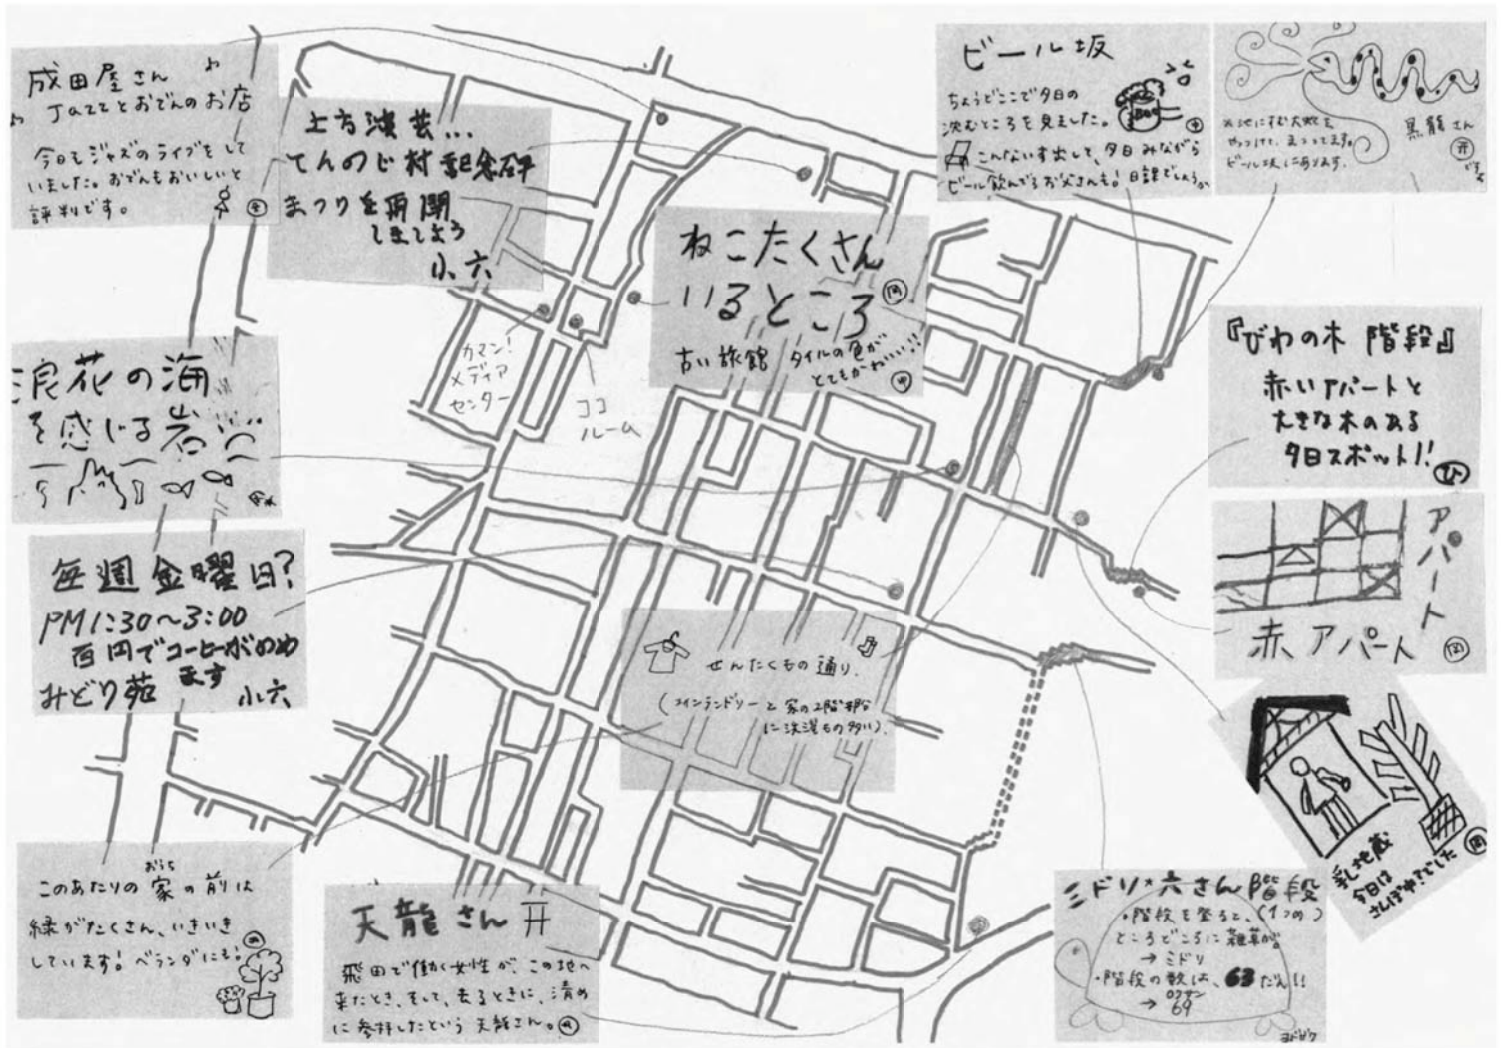 成田屋さん
Jazzとおでんのお店
今日もジャズのライブをして
いました。おでんもおいしいと
評判です。
上方演芸...
てんのじ村記念碑
まつりを再開
しましょう
小六
ねこたくさん
いるところ
古い旅館 タイルの色が
とてもかわいい!!
ビール坂
ちょうどここで夕日の
沈むところを見ました。
こんないす出して、夕日みながら
ビール飲んでるお父さんも!日課でしょうか
黒龍さん
ビール坂にあります。
『びわの木 階段』
赤いアパートと
大きな木のある
夕日スポット!!
アパート
赤アパート
乳地蔵
今日は
さんぽ中?でした
ミドリ*六さん階段
・階段を登ると、(1つの)
ところどころに雑草が。
→ミドリ
・階段の数は、63だん!!
→ロクサン
カマン!
メディア
センター
ココ
ルーム
浪花の海
を感じる岩
毎週金曜日?
PM1:30~3:00
百円でコーヒーがのめ
ます
みどり苑
小六
せんたくもの通り.
(コインランドリーと家の2階部分
に洗濯もの多い).
このあたりの家の前は
おうち
緑がたくさん、いきいき
しています! ベランダにも!
天龍さん
飛田で働く女性が、この地へ
来たとき、そして、去るときに、清め
に参拝したという 天龍さん。